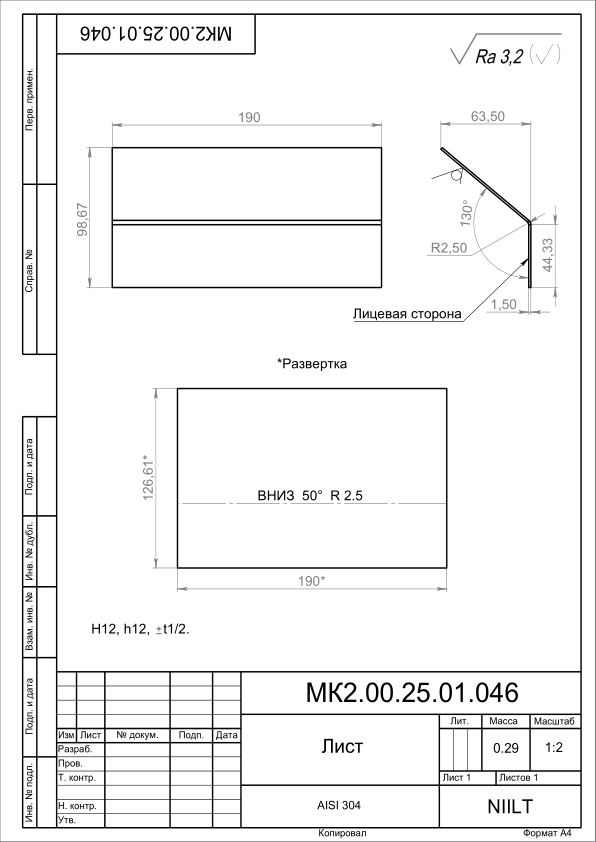 МК2.00.25.01.046
Ra 3,2 ( )
Перв. примен.
Справ. №
190
98,67
63,50
130°
R2,50
44,33
1,50
Лицевая сторона
*Развертка
126,61*
ВНИЗ 50° R 2.5
190*
H12, h12, ±t1/2.
Подп. и дата
Инв. № дубл.
Взам. инв. №
Подп. и дата
Инв. № подл.
МК2.00.25.01.046
Изм Лист № докум. Подп. Дата
Разраб.
Пров.
Т. контр.
Н. контр.
Утв.
Лист
Лит. Масса Масштаб
0.29 1:2
Лист 1 Листов 1
AISI 304
NIILT
Копировал Формат А4